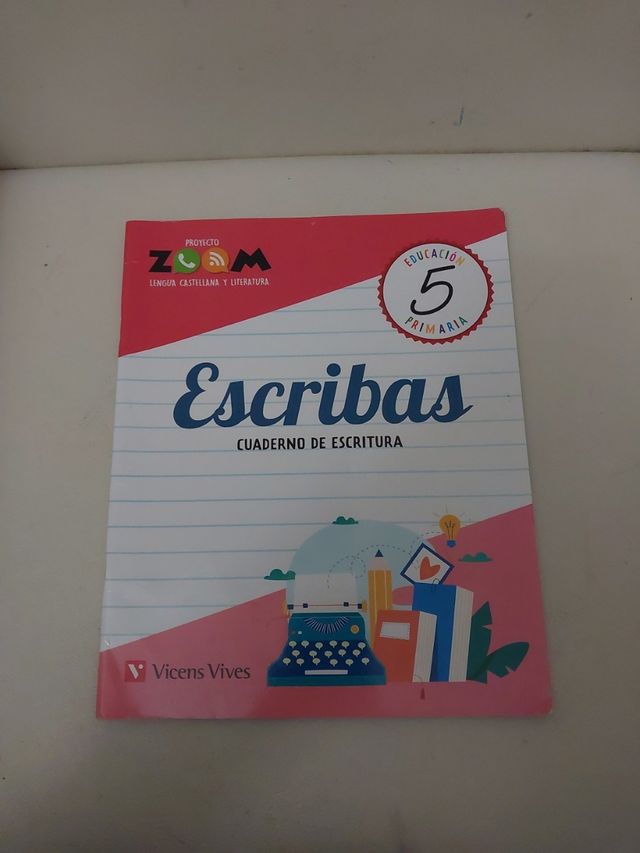 PROYECTO
ZOOM
LENGUA CASTELLANA Y LITERATURA
EDUCACIÓN
5
PRIMARIA
Escribas
CUADERNO DE ESCRITURA
V Vicens Vives